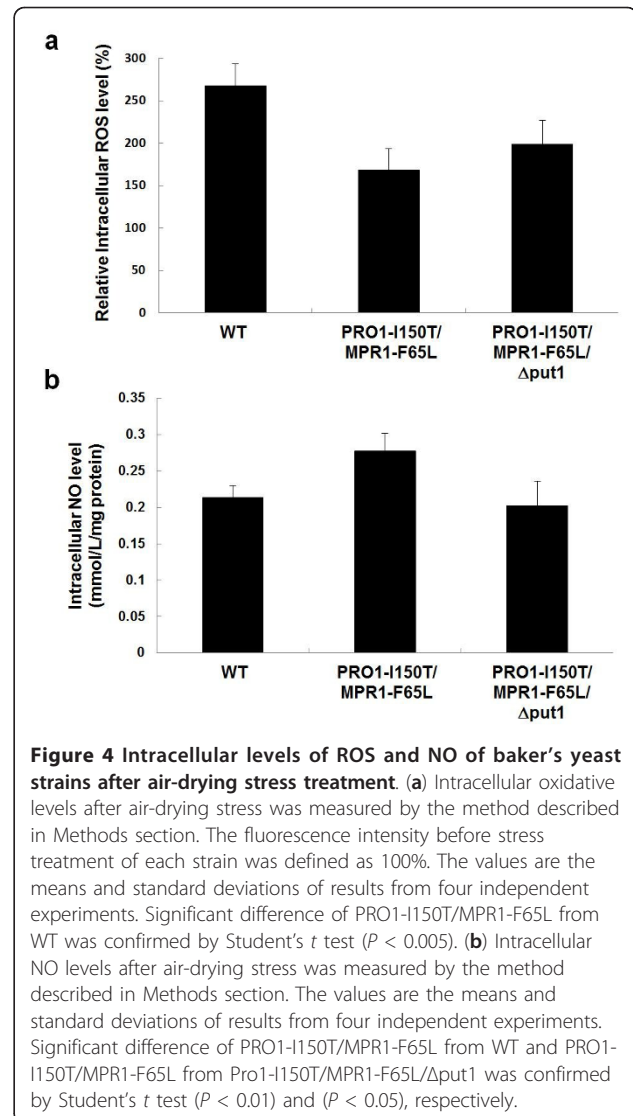 a
Relative Intracellular ROS level (%)
300
250
200
150
100
50
0
WT
PRO1-I150T/
MPR1-F65L
PRO1-I150T/
MPR1-F65L/
Δput1
b
Intracellular NO level
(mmol/L/mg protein)
0.35
0.3
0.25
0.2
0.15
0.1
0.05
0
WT
PRO1-I150T/
MPR1-F65L
PRO1-I150T/
MPR1-F65L/
Δput1
Figure 4 Intracellular levels of ROS and NO of baker's yeast
strains after air-drying stress treatment. (a) Intracellular oxidative
levels after air-drying stress was measured by the method described
in Methods section. The fluorescence intensity before stress
treatment of each strain was defined as 100%. The values are the
means and standard deviations of results from four independent
experiments. Significant difference of PRO1-I150T/MPR1-F65L from
WT was confirmed by Student's t test (P < 0.005). (b) Intracellular
NO levels after air-drying stress was measured by the method
described in Methods section. The values are the means and
standard deviations of results from four independent experiments.
Significant difference of PRO1-I150T/MPR1-F65L from WT and PRO1-
I150T/MPR1-F65L from Pro1-I150T/MPR1-F65L/Δput1 was confirmed
by Student's t test (P < 0.01) and (P < 0.05), respectively.